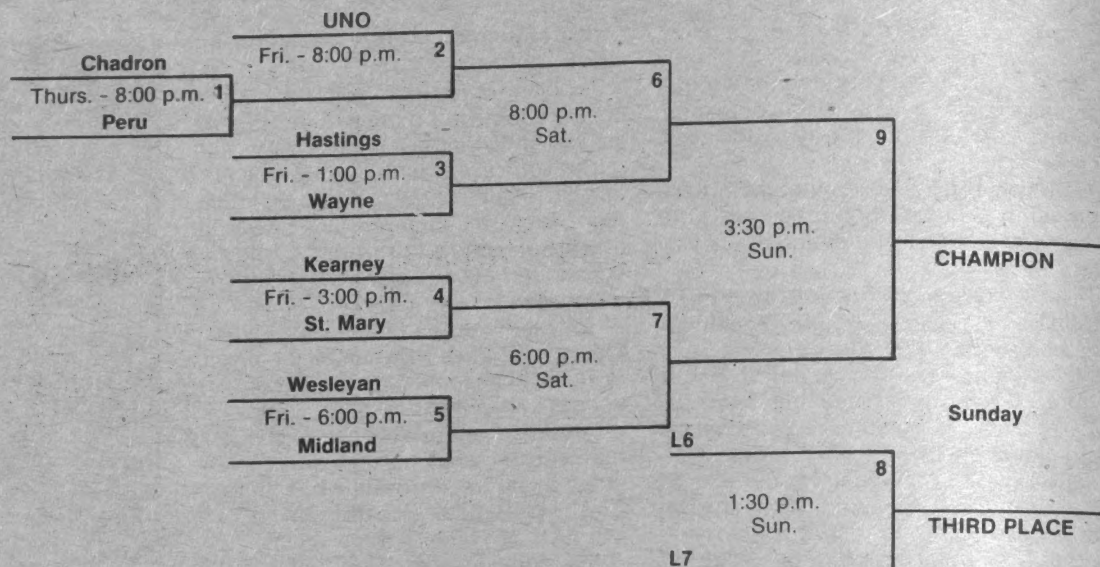 UNO
Fri. - 8:00 p.m. 2
Chadron
Thurs. - 8:00 p.m. 1
Peru
Hastings
Fri. - 1:00 p.m. 3
Wayne
Kearney
Fri. - 3:00 p.m. 4
St. Mary
Wesleyan
Fri. - 6:00 p.m. 5
Midland
6
8:00 p.m.
Sat.
7
6:00 p.m.
Sat.
9
3:30 p.m.
Sun.
CHAMPION
Sunday
L6
8
1:30 p.m.
Sun.
L7
THIRD PLACE